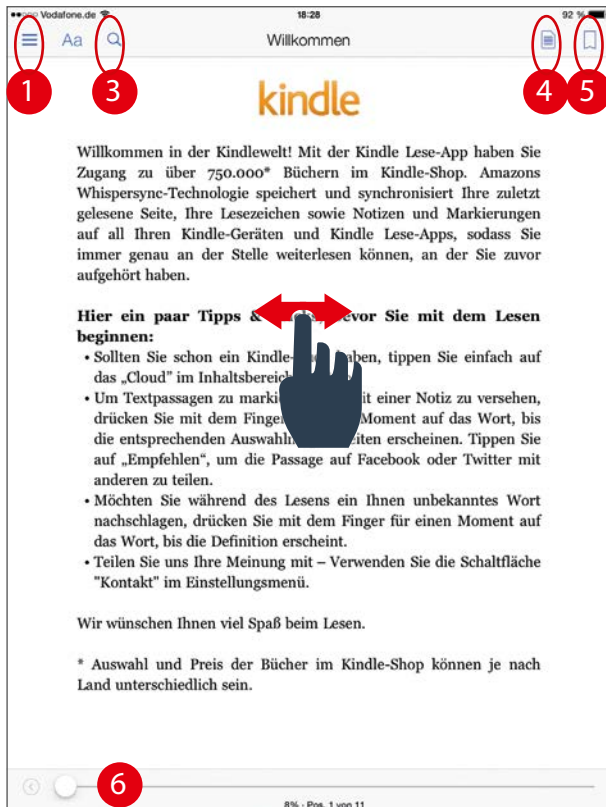 Vodafone.de 18:28 92 %
Aa Willkommen
1 3 4 5
kindle
Willkommen in der Kindlewelt! Mit der Kindle Lese-App haben Sie
Zugang zu über 750.000* Büchern im Kindle-Shop. Amazons
Whispersync-Technologie speichert und synchronisiert Ihre zuletzt
gelesene Seite, Ihre Lesezeichen sowie Notizen und Markierungen
auf all Ihren Kindle-Geräten und Kindle Lese-Apps, sodass Sie
immer genau an der Stelle weiterlesen können, an der Sie zuvor
aufgehört haben.
Hier ein paar Tipps & Sie mit dem Lesen
beginnen:
• Sollten Sie schon ein haben, tippen Sie einfach auf
das „Cloud" im
• Um Textpassagen zu einer Notiz zu versehen,
drücken Sie mit dem Moment auf das Wort, bis
die entsprechenden erscheinen. Tippen Sie
auf „Empfehlen", um die Passage auf Facebook oder Twitter mit
anderen zu teilen.
• Möchten Sie während des Lesens ein Ihnen unbekanntes Wort
nachschlagen, drücken Sie mit dem Finger für einen Moment auf
das Wort, bis die Definition erscheint.
• Teilen Sie uns Ihre Meinung mit – Verwenden Sie die Schaltfläche
"Kontakt" im Einstellungsmenü.
Wir wünschen Ihnen viel Spaß beim Lesen.
* Auswahl und Preis der Bücher im Kindle-Shop können je nach
Land unterschiedlich sein.
6
8% · Pos. 1 von 11